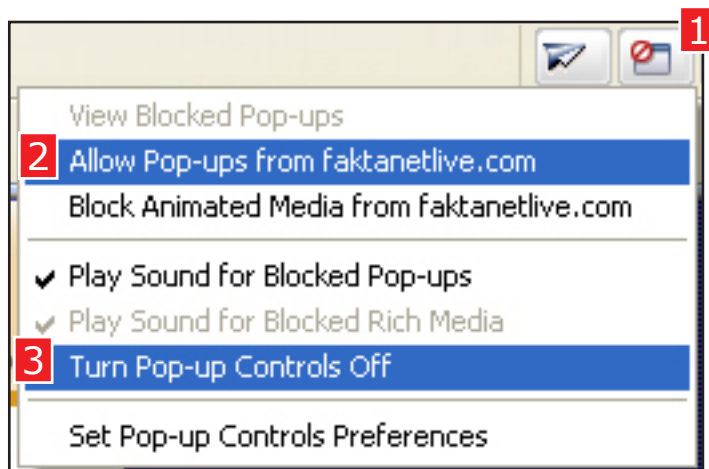 1
View Blocked Pop-ups
2 Allow Pop-ups from faktanetlive.com
Block Animated Media from faktanetlive.com
Play Sound for Blocked Pop-ups
Play Sound for Blocked Rich Media
3 Turn Pop-up Controls Off
Set Pop-up Controls Preferences